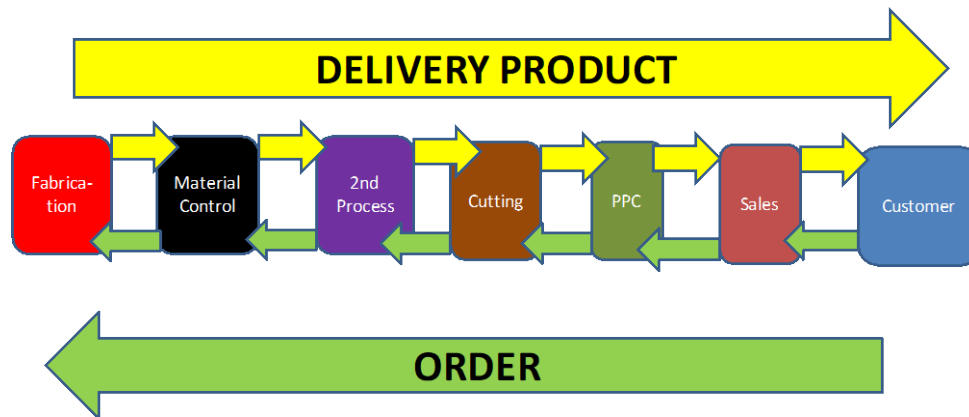 DELIVERY PRODUCT
Fabrica-
tion
Material
Control
2nd
Process
Cutting
PPC
Sales
Customer
ORDER